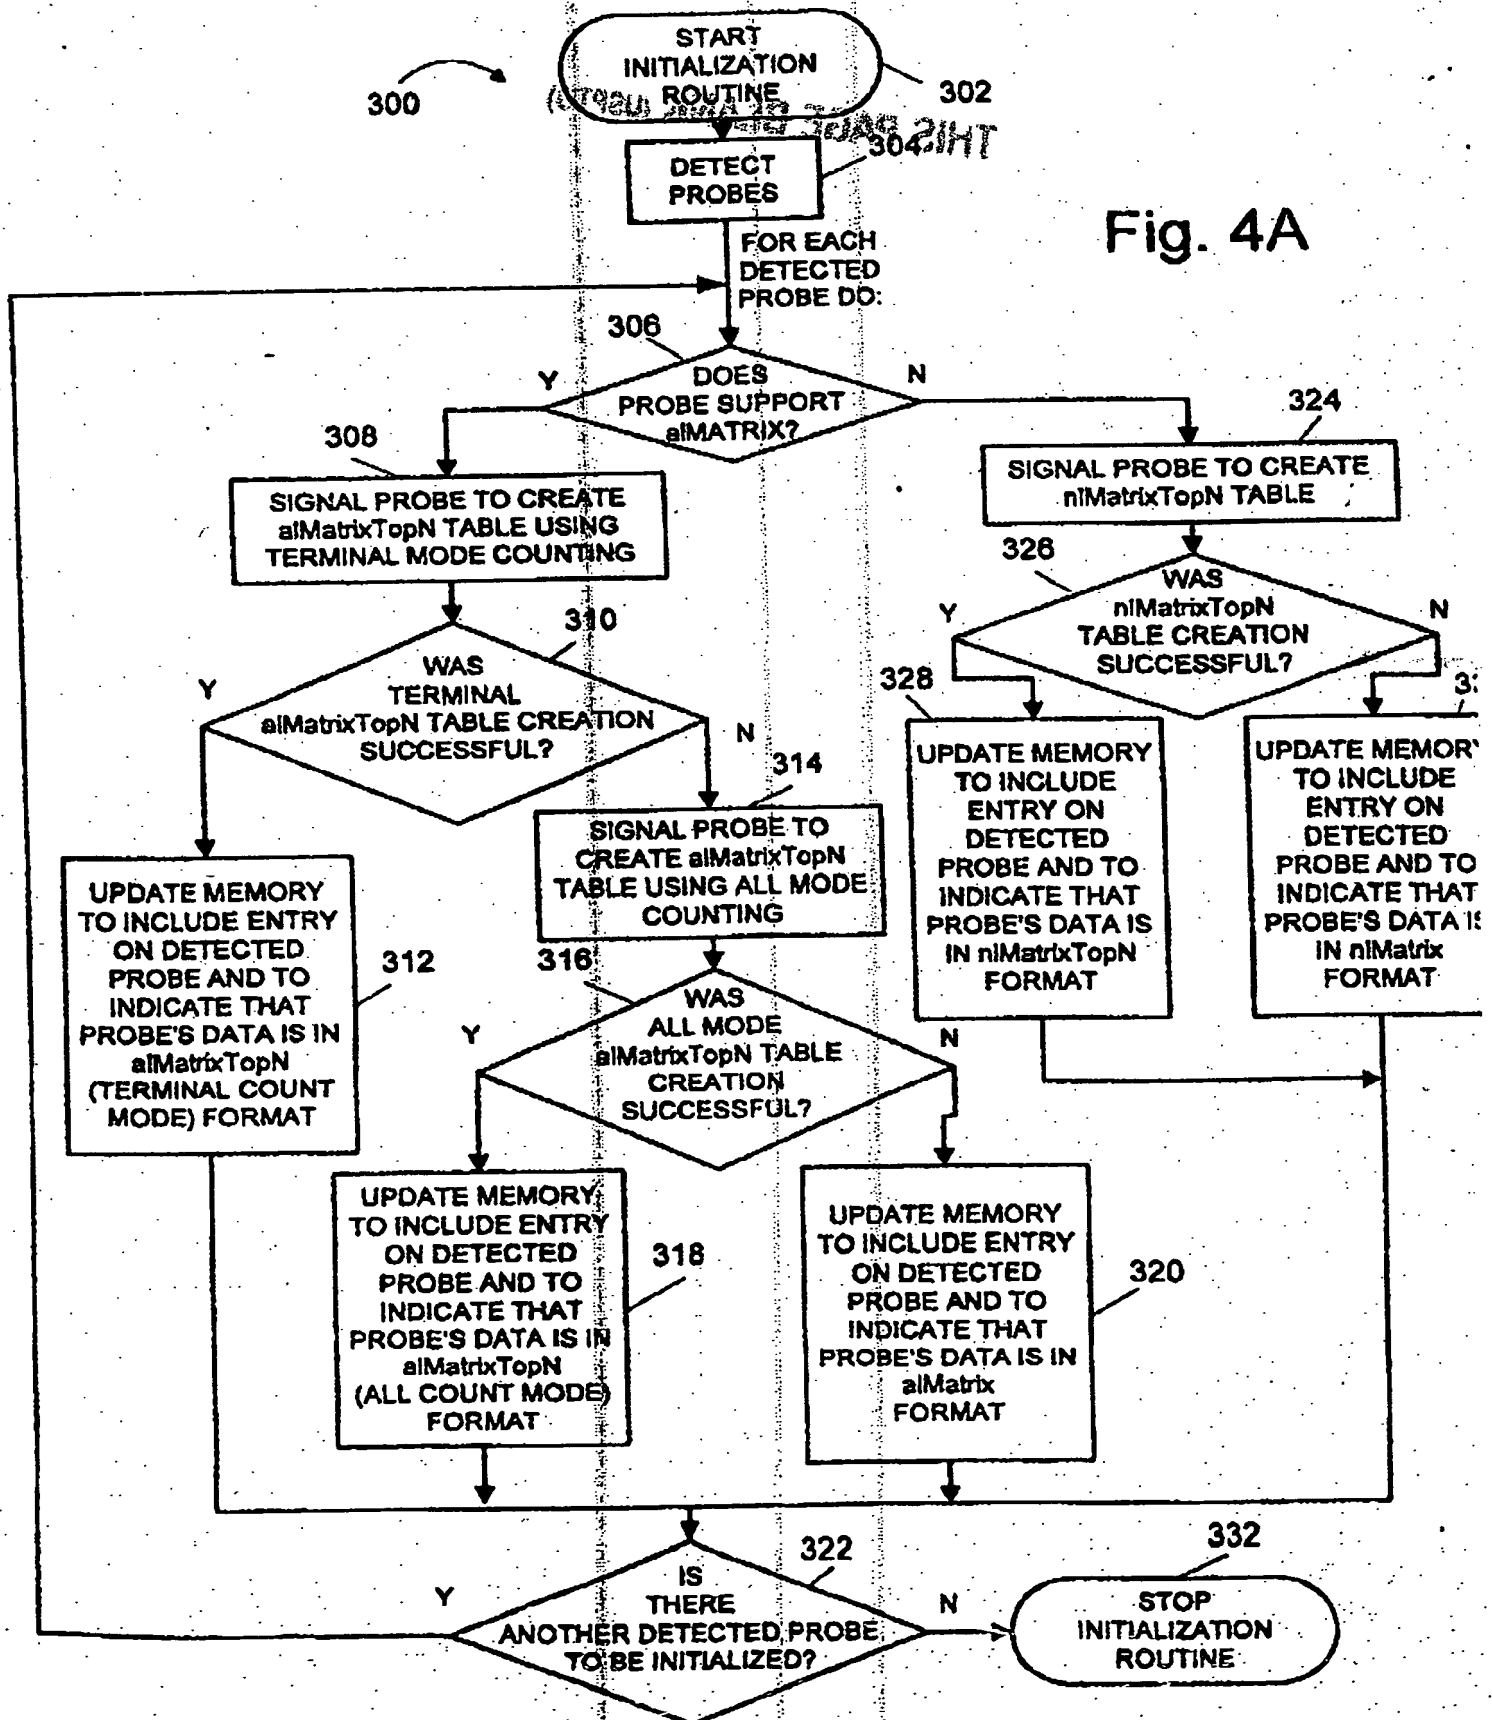 START
INITIALIZATION
ROUTINE
300
302
THIS PAGE BLANK (USPTO)
304
DETECT
PROBES
Fig. 4A
FOR EACH
DETECTED
PROBE DO:
306
Y
N
DOES
PROBE SUPPORT
alMATRIX?
308
324
SIGNAL PROBE TO CREATE
alMatrixTopN TABLE USING
TERMINAL MODE COUNTING
SIGNAL PROBE TO CREATE
nlMatrixTopN TABLE
326
WAS
nlMatrixTopN
TABLE CREATION
SUCCESSFUL?
Y
N
310
WAS
TERMINAL
alMatrixTopN TABLE CREATION
SUCCESSFUL?
Y
N
328
UPDATE MEMORY
TO INCLUDE
ENTRY ON
DETECTED
PROBE AND TO
INDICATE THAT
PROBE'S DATA IS
IN nlMatrixTopN
FORMAT
UPDATE MEMORY
TO INCLUDE
ENTRY ON
DETECTED
PROBE AND TO
INDICATE THAT
PROBE'S DATA IS
IN nlMatrix
FORMAT
314
SIGNAL PROBE TO
CREATE alMatrixTopN
TABLE USING ALL MODE
COUNTING
UPDATE MEMORY
TO INCLUDE ENTRY
ON DETECTED
PROBE AND TO
INDICATE THAT
PROBE'S DATA IS IN
alMatrixTopN
(TERMINAL COUNT
MODE) FORMAT
312
316
WAS
ALL MODE
alMatrixTopN TABLE
CREATION
SUCCESSFUL?
Y
N
UPDATE MEMORY
TO INCLUDE ENTRY
ON DETECTED
PROBE AND TO
INDICATE THAT
PROBE'S DATA IS IN
alMatrixTopN
(ALL COUNT MODE)
FORMAT
318
UPDATE MEMORY
TO INCLUDE ENTRY
ON DETECTED
PROBE AND TO
INDICATE THAT
PROBE'S DATA IS IN
alMatrix
FORMAT
320
322
IS
THERE
ANOTHER DETECTED PROBE
TO BE INITIALIZED?
Y
N
332
STOP
INITIALIZATION
ROUTINE